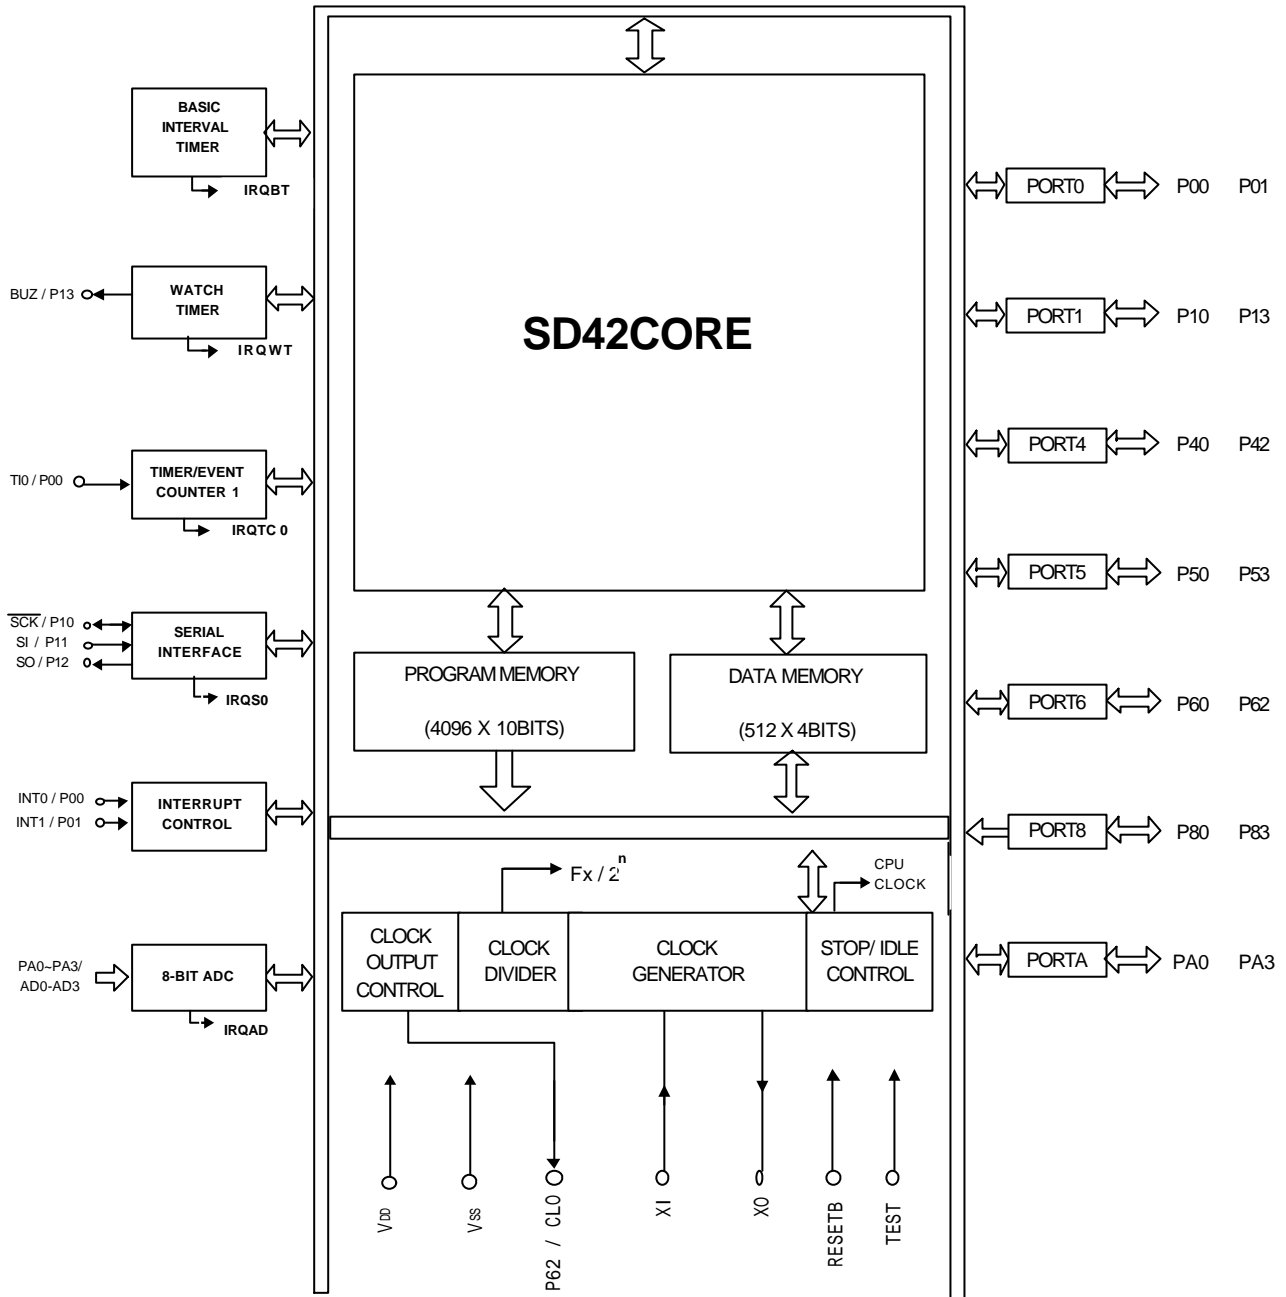 BASIC
INTERVAL
TIMER
IRQBT
BUZ / P13
WATCH
TIMER
IRQWT
TI0 / P00
TIMER/EVENT
COUNTER 1
IRQTC 0
SCK / P10
SI / P11
SO / P12
SERIAL
INTERFACE
IRQS0
INT0 / P00
INT1 / P01
INTERRUPT
CONTROL
PA0~PA3/
AD0-AD3
8-BIT ADC
IRQAD
SD42CORE
PROGRAM MEMORY
(4096 X 10BITS)
DATA MEMORY
(512 X 4BITS)
Fx / 2^n
CPU
CLOCK
CLOCK
OUTPUT
CONTROL
CLOCK
DIVIDER
CLOCK
GENERATOR
STOP/ IDLE
CONTROL
VDD
VSS
P62 / CLO
XI
XO
RESETB
TEST
PORT0 P00 P01
PORT1 P10 P13
PORT4 P40 P42
PORT5 P50 P53
PORT6 P60 P62
PORT8 P80 P83
PORTA PA0 PA3